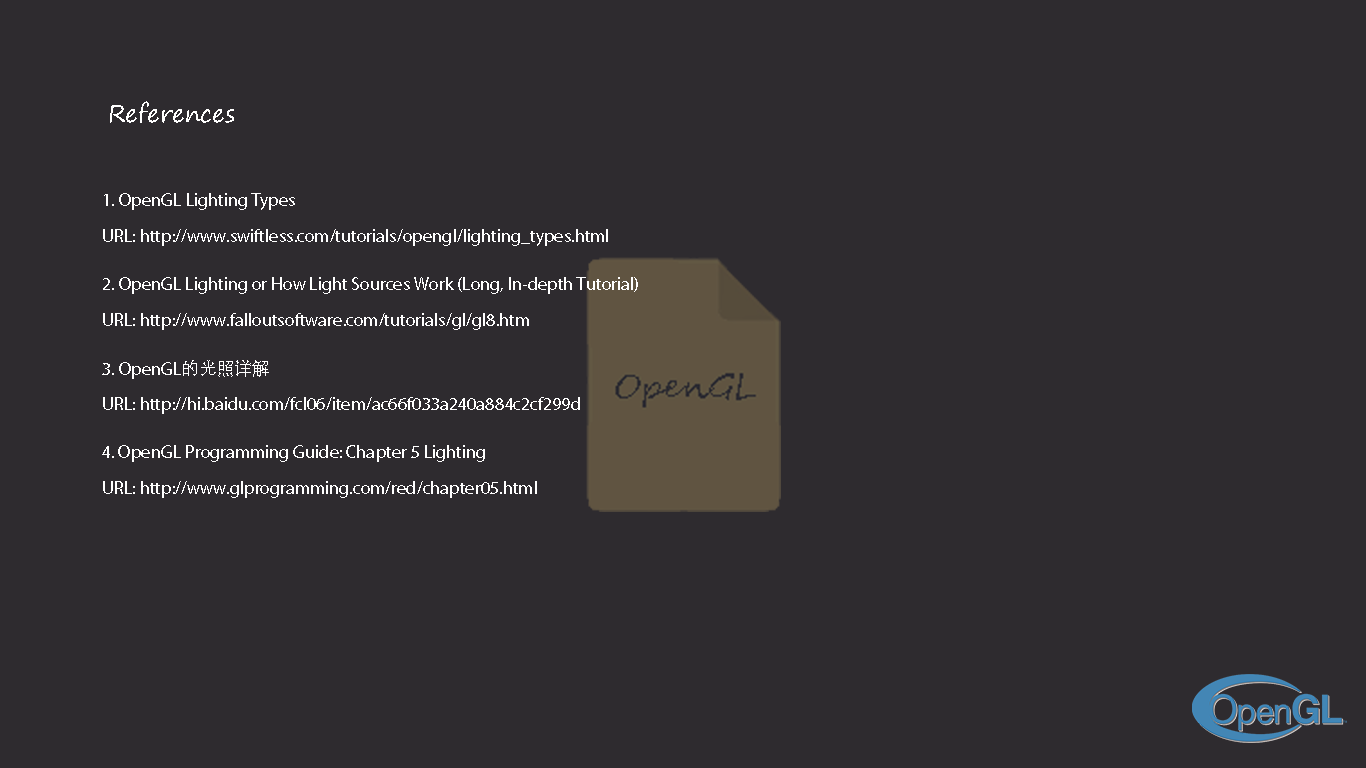 References
1. OpenGL Lighting Types
URL: http://www.swiftless.com/tutorials/opengl/lighting_types.html
2. OpenGL Lighting or How Light Sources Work (Long, In-depth Tutorial)
URL: http://www.falloutsoftware.com/tutorials/gl/gl8.htm
3. OpenGL的光照详解
URL: http://hi.baidu.com/fcl06/item/ac66f033a240a884c2cf299d
4. OpenGL Programming Guide: Chapter 5 Lighting
URL: http://www.glprogramming.com/red/chapter05.html
OpenGL
OpenGL